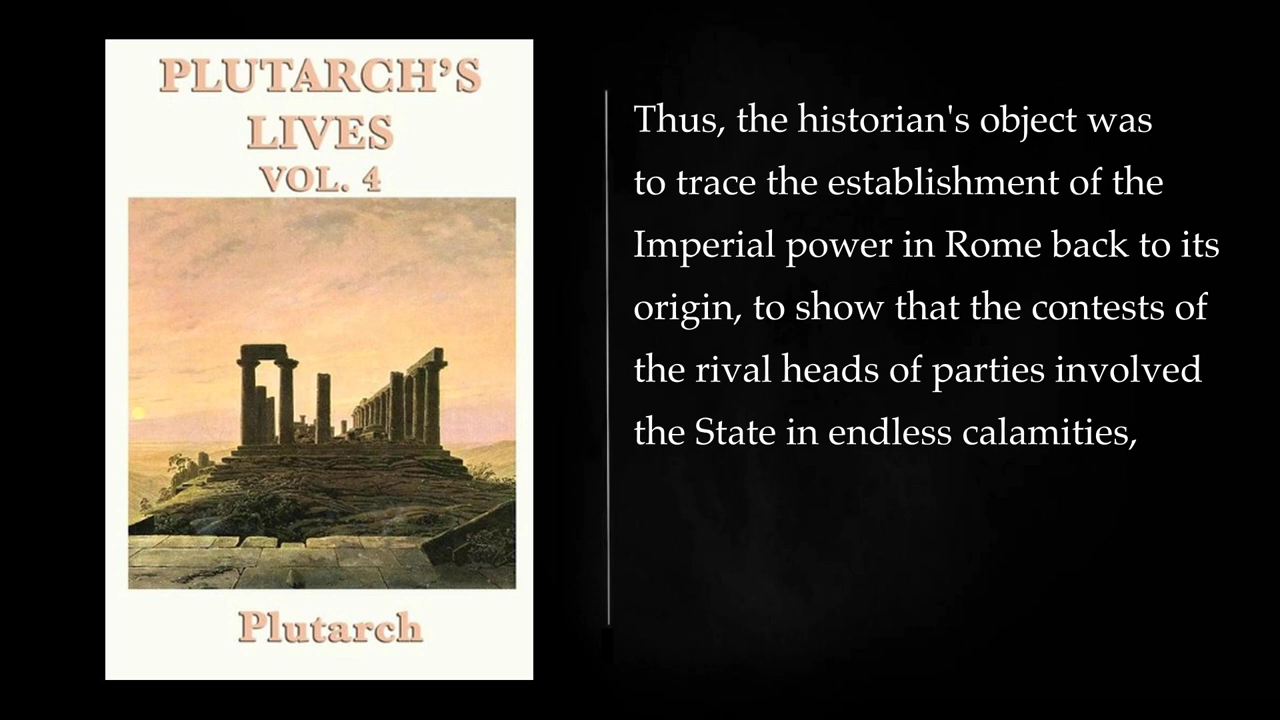 PLUTARCH'S
LIVES
VOL. 4
Plutarch
Thus, the historian's object was
to trace the establishment of the
Imperial power in Rome back to its
origin, to show that the contests of
the rival heads of parties involved
the State in endless calamities,